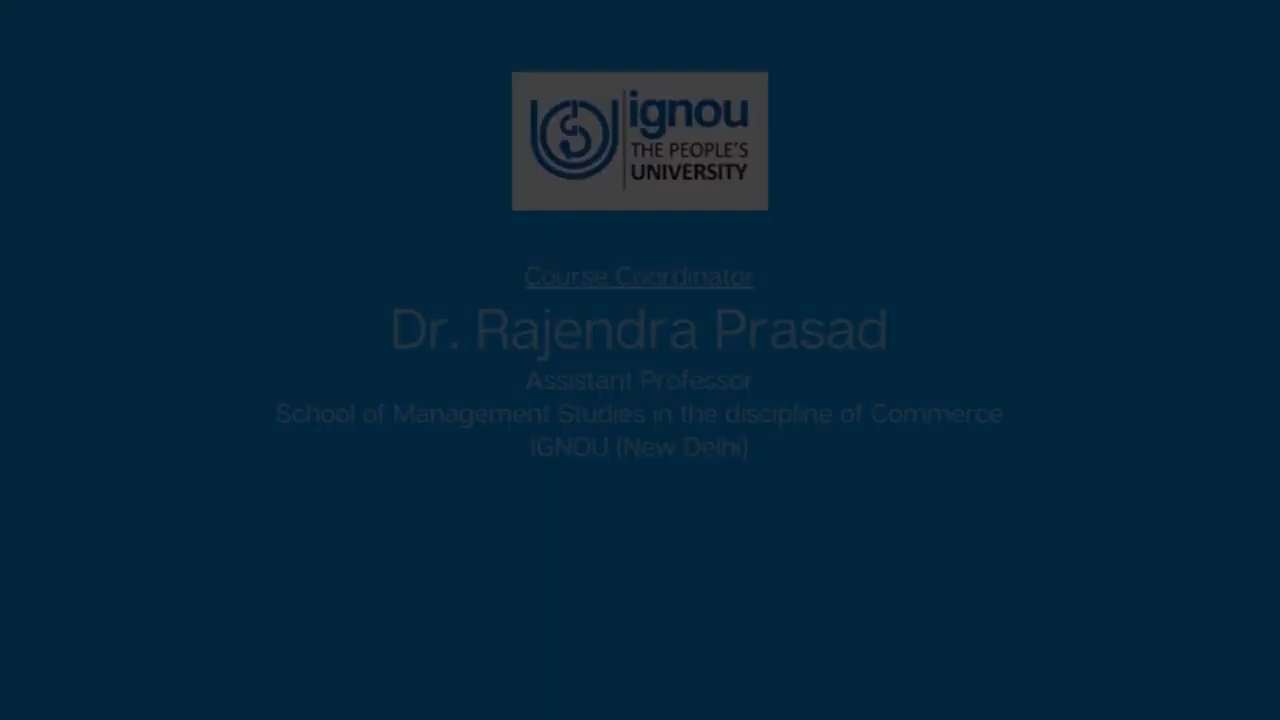 ignou
THE PEOPLE'S
UNIVERSITY
Course Coordinator
Dr. Rajendra Prasad
Assistant Professor
School of Management Studies in the discipline of Commerce
IGNOU (New Delhi)